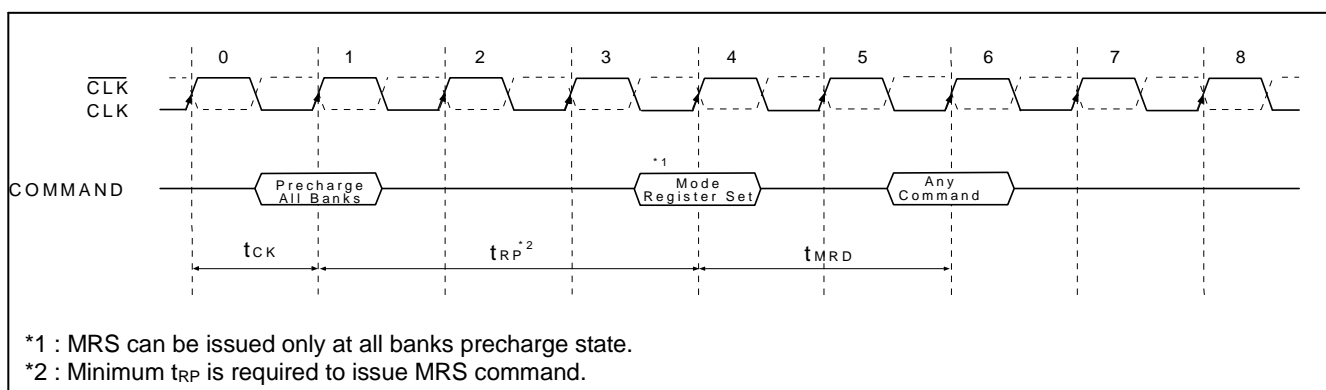 0 1 2 3 4 5 6 7 8
CLK
CLK
COMMAND
Precharge
All Banks
*1
Mode
Register Set
Any
Command
tCK
tRP*2
tMRD
*1 : MRS can be issued only at all banks precharge state.
*2 : Minimum tRP is required to issue MRS command.